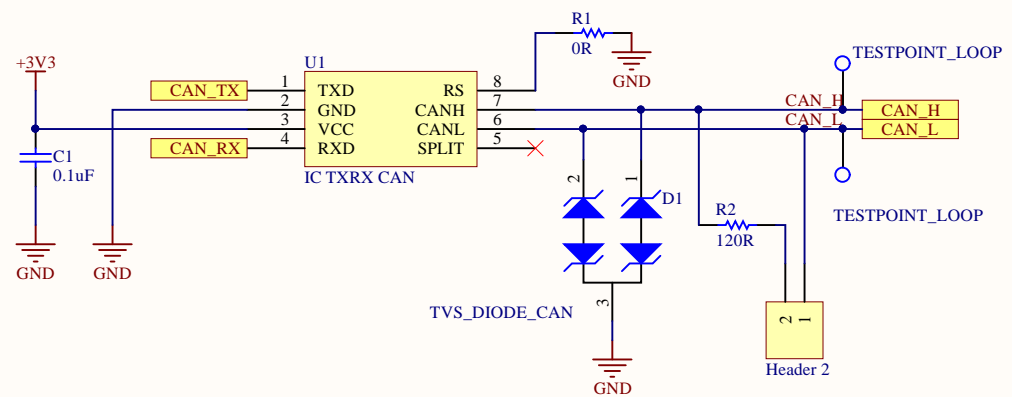 R1
0R
GND
TESTPOINT_LOOP
+3V3
U1
CAN_TX
1
TXD
RS
8
2
GND
CANH
7
CAN_H
CAN_H
3
VCC
CANL
6
CAN_L
CAN_L
CAN_RX
4
RXD
SPLIT
5
C1
0.1uF
IC TXRX CAN
2
1
D1
R2
120R
TESTPOINT_LOOP
GND
GND
3
TVS_DIODE_CAN
2
1
Header 2
GND